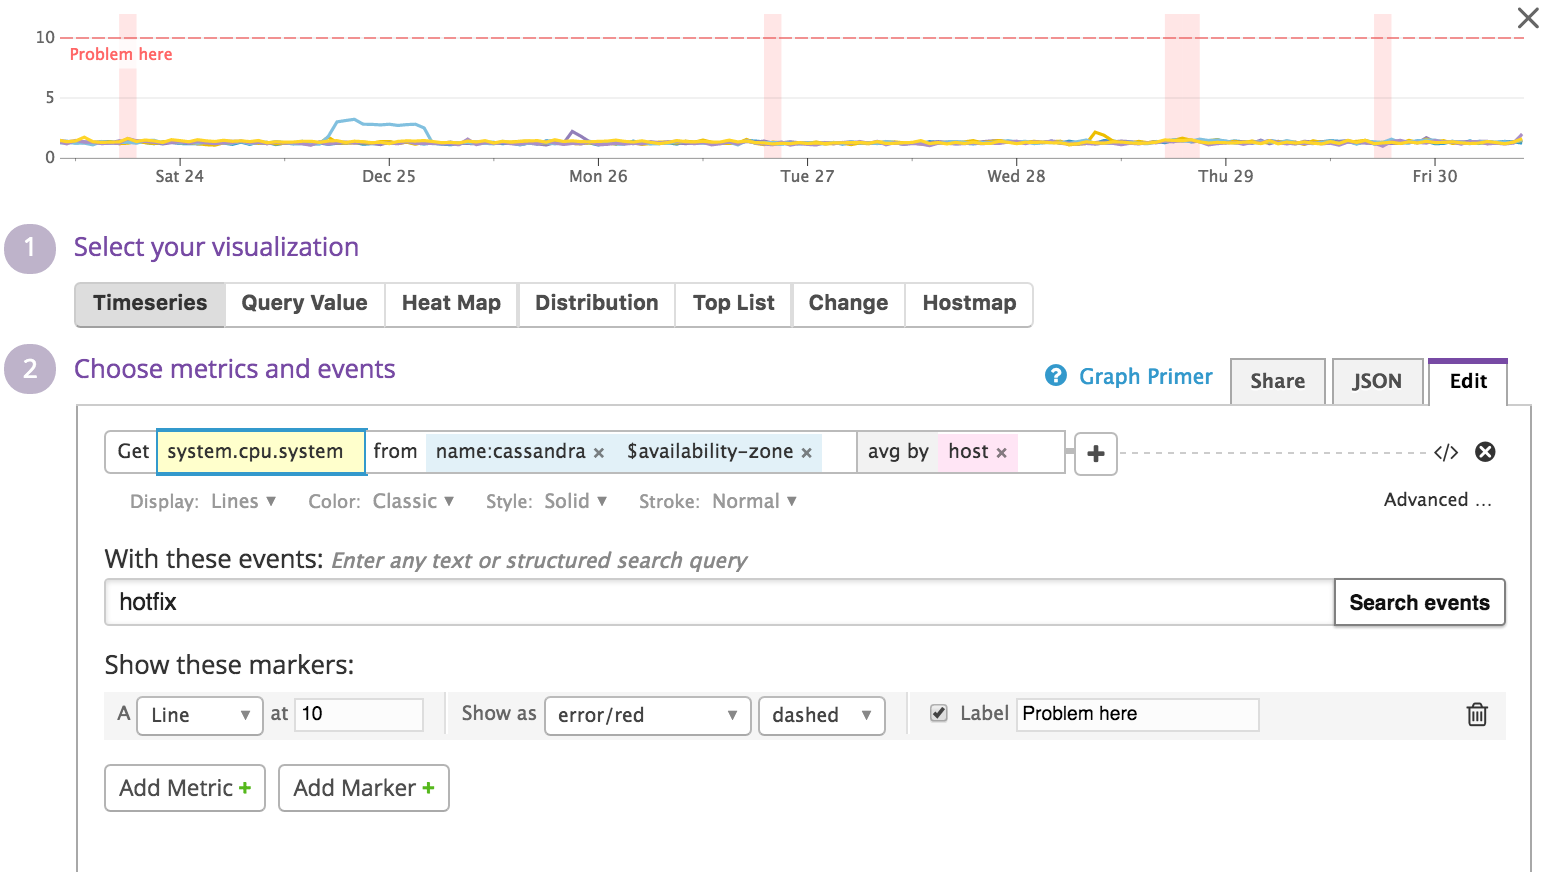 10
Problem here
5
0
Sat 24 Dec 25 Mon 26 Tue 27 Wed 28 Thu 29 Fri 30
1 Select your visualization
Timeseries Query Value Heat Map Distribution Top List Change Hostmap
2 Choose metrics and events
? Graph Primer Share JSON Edit
Get system.cpu.system from name:cassandra × $availability-zone × avg by host × + </>
Display: Lines ▼ Color: Classic ▼ Style: Solid ▼ Stroke: Normal ▼ Advanced ...
With these events: Enter any text or structured search query
hotfix Search events
Show these markers:
A Line ▼ at 10 Show as error/red ▼ dashed ▼ Label Problem here
Add Metric + Add Marker +